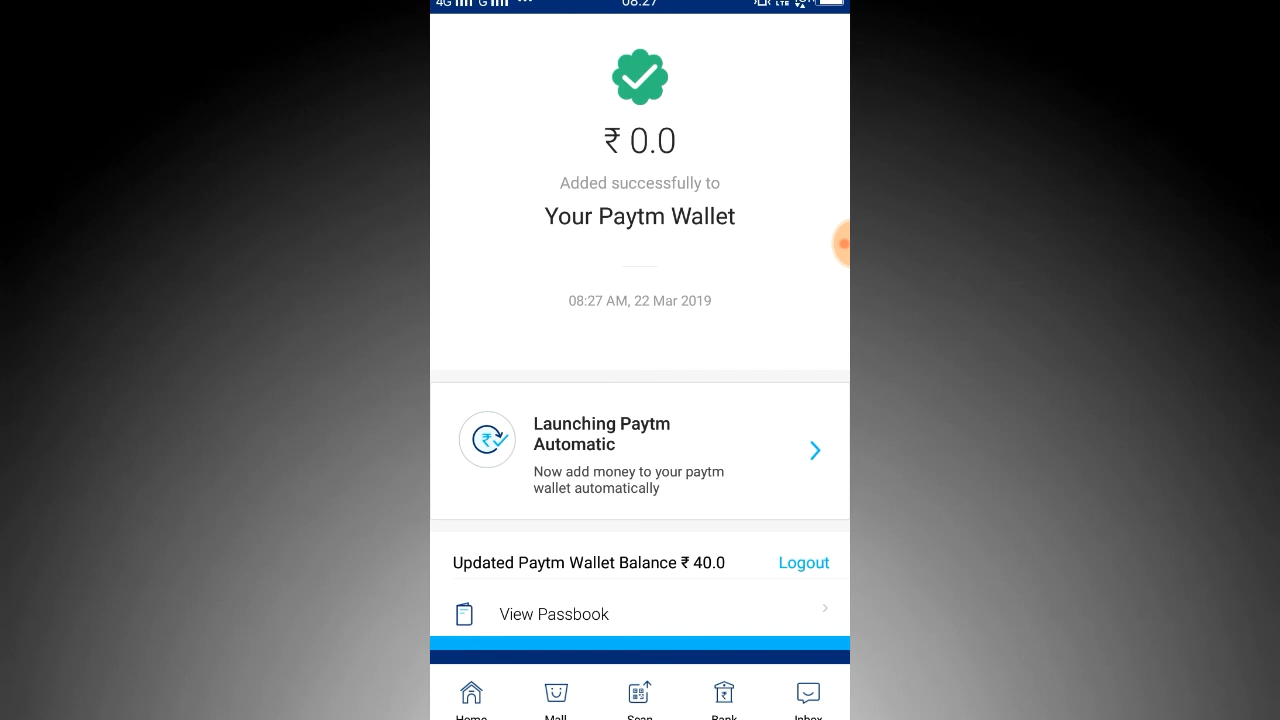 4G G 08:27 LTE
₹ 0.0
Added successfully to
Your Paytm Wallet
08:27 AM, 22 Mar 2019
Launching Paytm
Automatic
Now add money to your paytm
wallet automatically
Updated Paytm Wallet Balance ₹ 40.0 Logout
View Passbook
Home Mall Scan Bank Inbox